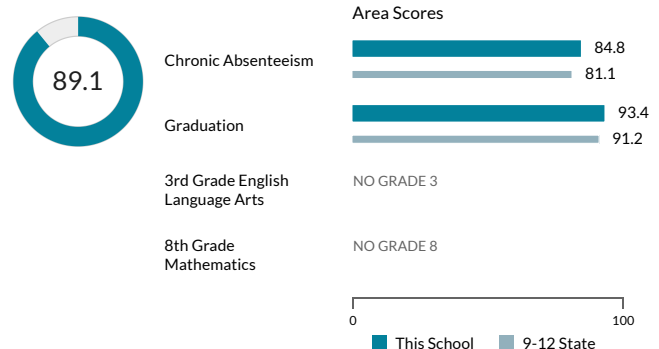 Area Scores
89.1
Chronic Absenteeism
84.8
81.1
Graduation
93.4
91.2
3rd Grade English
Language Arts
NO GRADE 3
8th Grade
Mathematics
NO GRADE 8
0
100
This School
9-12 State